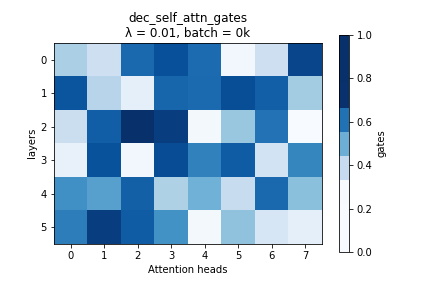 dec_self_attn_gates
λ = 0.01, batch = 0k
layers
0
1
2
3
4
5
0 1 2 3 4 5 6 7
Attention heads
1.0
0.8
0.6
0.4
0.2
0.0
gates